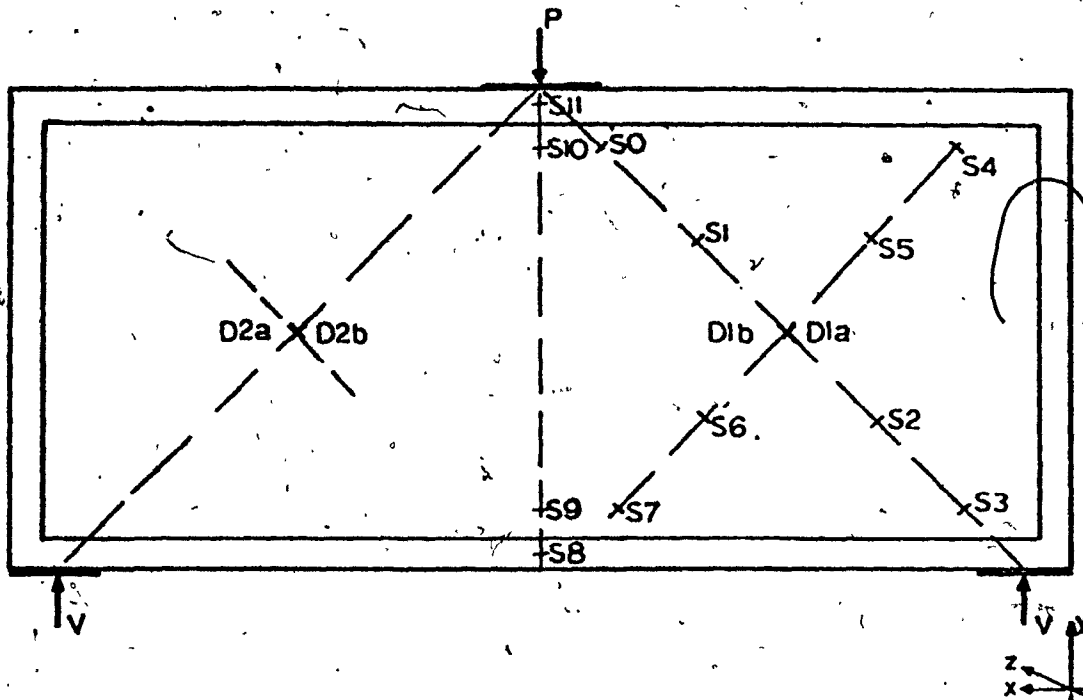 P
S11
S10 S0 S4
S1 S5
D2a D2b D1b D1a
S6 S2
S9 S7 S3
S8
V V
Y
Z
X